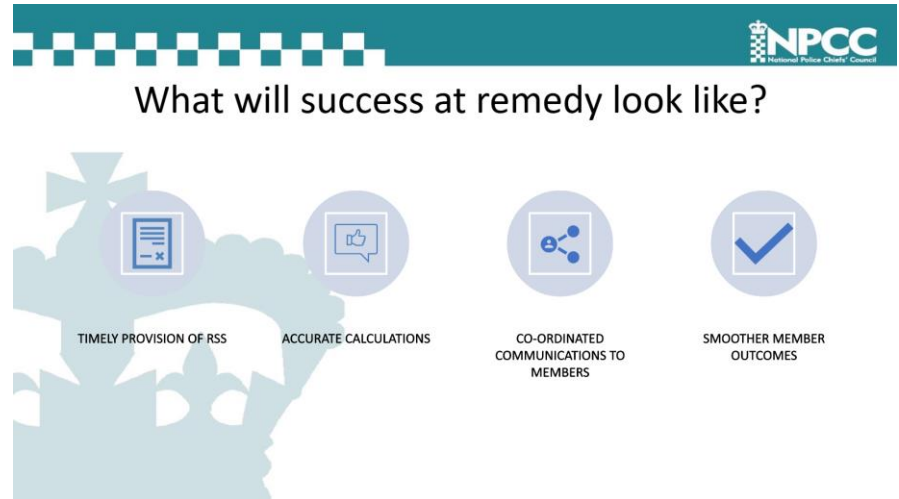 NPCC
National Police Chiefs' Council
What will success at remedy look like?
TIMELY PROVISION OF RSS
ACCURATE CALCULATIONS
CO-ORDINATED
COMMUNICATIONS TO
MEMBERS
SMOOTHER MEMBER
OUTCOMES